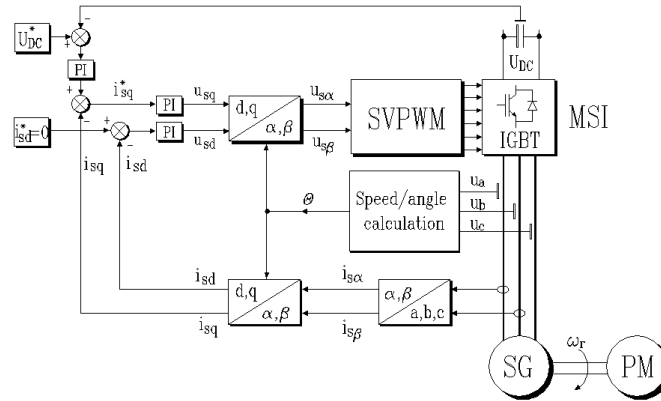 U*DC
+
-
PI
UDC
+
-
i*sq
PI
usq
d,q
α,β
usα
SVPWM
IGBT
MSI
i*sd=0
+
-
isd
PI
usd
usβ
isq
Θ
Speed/angle
calculation
ua
ub
uc
isd
d,q
α,β
isα
α,β
a,b,c
isq
isβ
SG
ωr
PM